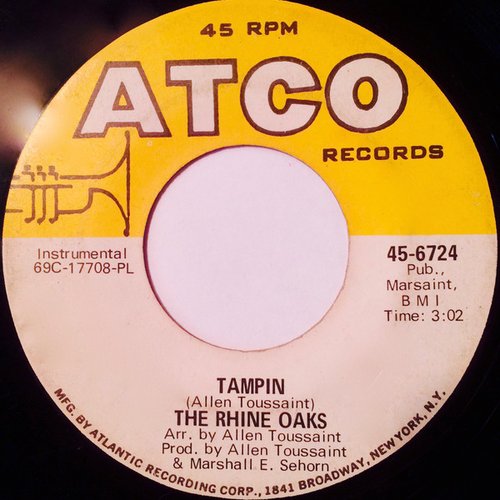 45 RPM
ATCO
RECORDS
Instrumental
69C-17708-PL
45-6724
Pub.,
Marsaint,
B M I
Time: 3:02
TAMPIN
(Allen Toussaint)
THE RHINE OAKS
Arr. by Allen Toussaint
Prod. by Allen Toussaint
& Marshall E. Sehorn
MFG. BY ATLANTIC RECORDING CORP., 1841 BROADWAY, NEW YORK, N.Y.